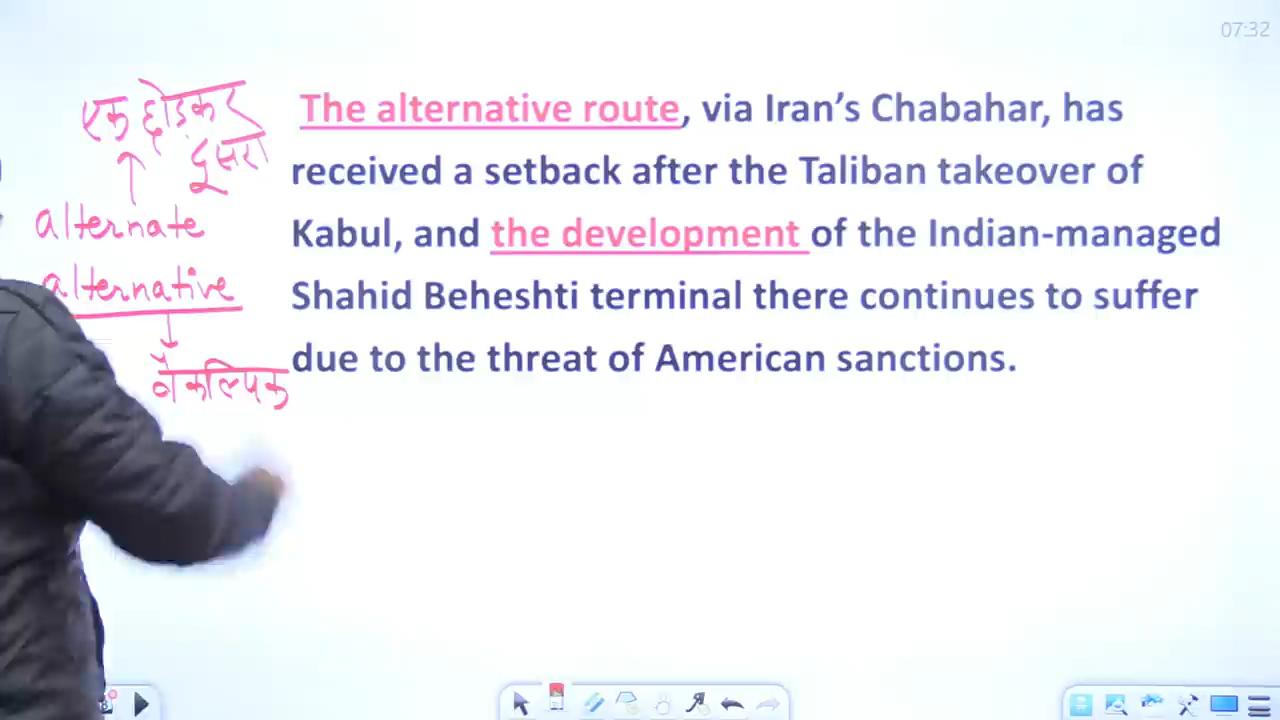 07:32
एक छोड़कर
दूसरा
alternate
alternative
वैकल्पिक
The alternative route, via Iran's Chabahar, has
received a setback after the Taliban takeover of
Kabul, and the development of the Indian-managed
Shahid Beheshti terminal there continues to suffer
due to the threat of American sanctions.